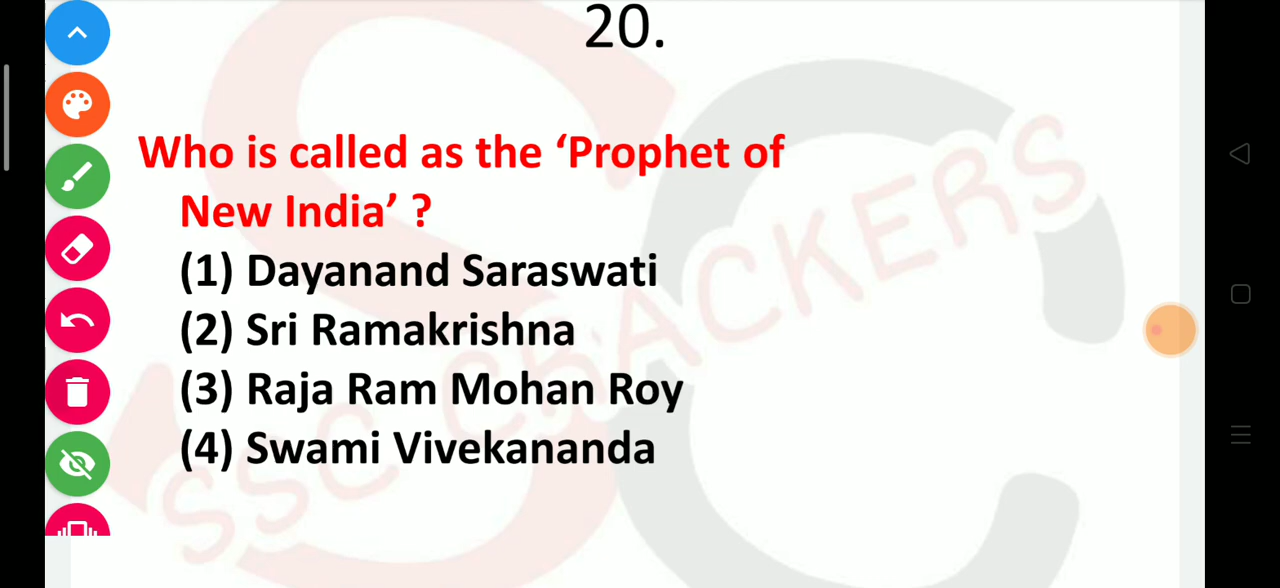 20.
Who is called as the ‘Prophet of
New India’ ?
(1) Dayanand Saraswati
(2) Sri Ramakrishna
(3) Raja Ram Mohan Roy
(4) Swami Vivekananda
SSC CRACKERS